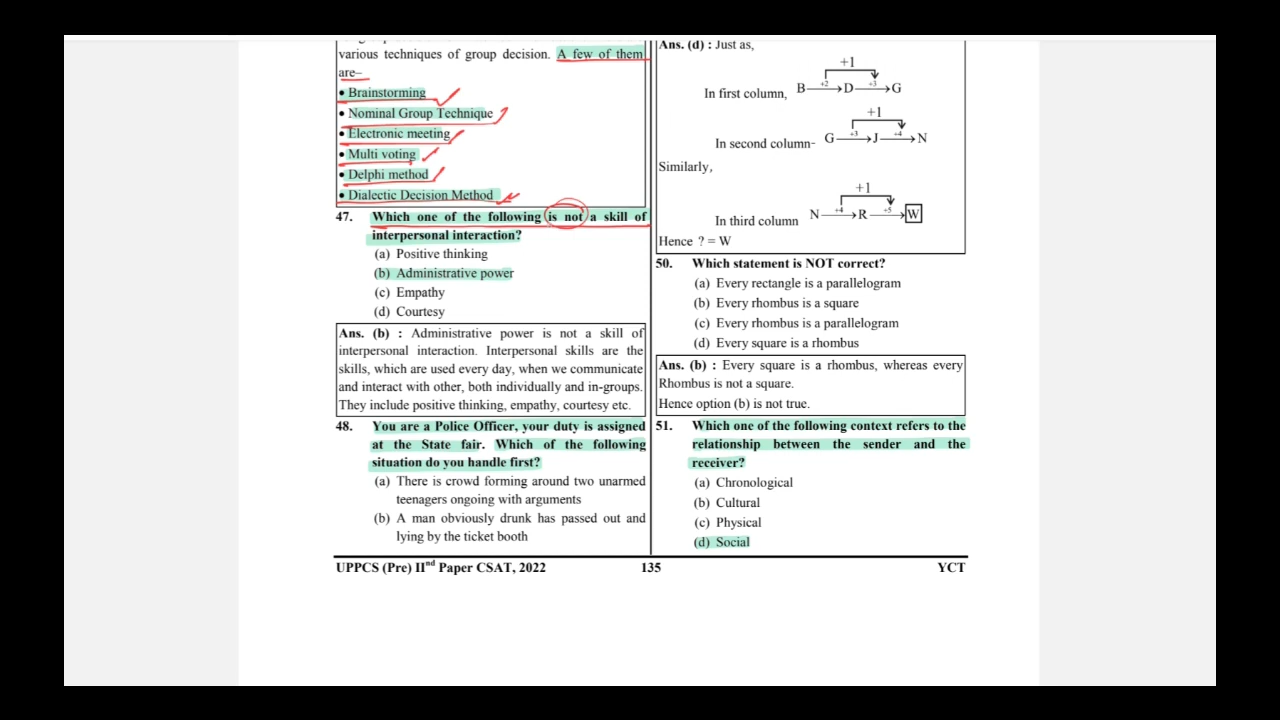 various techniques of group decision. A few of them
are–
• Brainstorming
• Nominal Group Technique
• Electronic meeting
• Multi voting
• Delphi method
• Dialectic Decision Method
47. Which one of the following is not a skill of
interpersonal interaction?
(a) Positive thinking
(b) Administrative power
(c) Empathy
(d) Courtesy
Ans. (b) : Administrative power is not a skill of
interpersonal interaction. Interpersonal skills are the
skills, which are used every day, when we communicate
and interact with other, both individually and in-groups.
They include positive thinking, empathy, courtesy etc.
48. You are a Police Officer, your duty is assigned
at the State fair. Which of the following
situation do you handle first?
(a) There is crowd forming around two unarmed
teenagers ongoing with arguments
(b) A man obviously drunk has passed out and
lying by the ticket booth
Ans. (d) : Just as,
+1
In first column, B +2 D +3 G
+1
In second column- G +3 J +4 N
Similarly,
+1
In third column N +4 R +5 W
Hence ? = W
50. Which statement is NOT correct?
(a) Every rectangle is a parallelogram
(b) Every rhombus is a square
(c) Every rhombus is a parallelogram
(d) Every square is a rhombus
Ans. (b) : Every square is a rhombus, whereas every
Rhombus is not a square.
Hence option (b) is not true.
51. Which one of the following context refers to the
relationship between the sender and the
receiver?
(a) Chronological
(b) Cultural
(c) Physical
(d) Social
UPPCS (Pre) IInd Paper CSAT, 2022 135 YCT